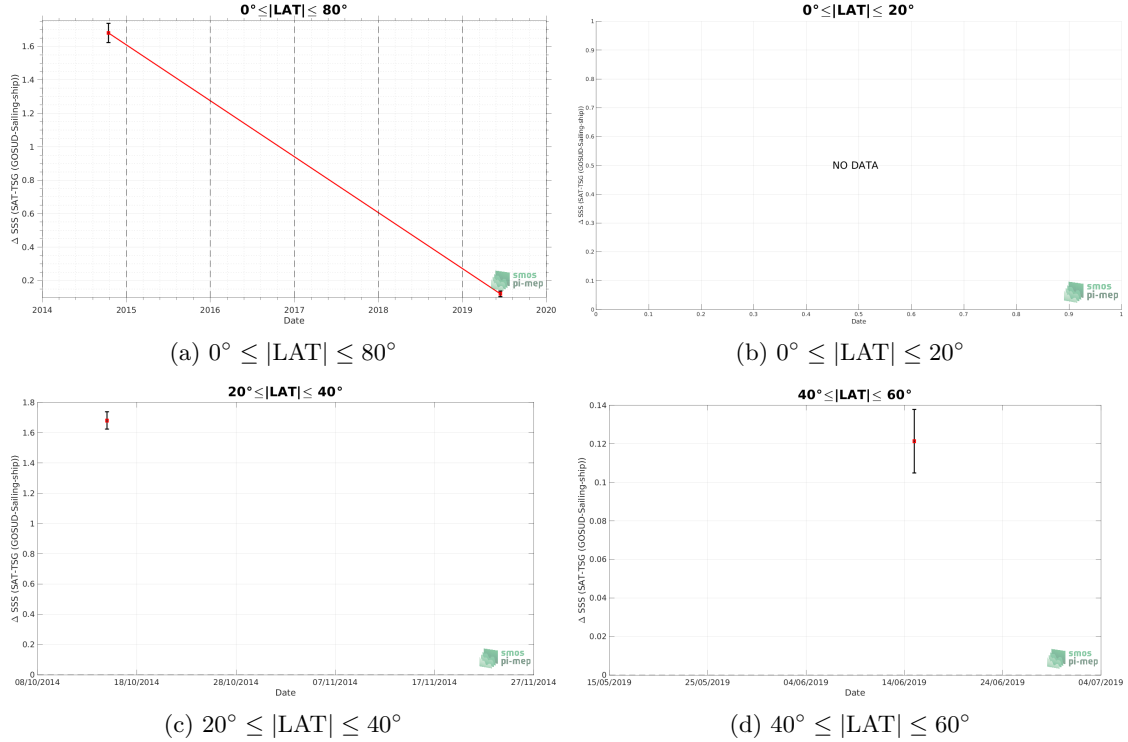 0°≤|LAT|≤ 80°
1.6
1.4
1.2
1
0.8
0.6
0.4
0.2
Δ SSS (SAT-TSG (GOSUD-Sailing-ship))
2014 2015 2016 2017 2018 2019 2020
Date
smos
pi-mep
(a) 0° ≤ |LAT| ≤ 80°
0°≤|LAT|≤ 20°
1
0.9
0.8
0.7
0.6
0.5
0.4
0.3
0.2
0.1
0
Δ SSS (SAT-TSG (GOSUD-Sailing-ship))
NO DATA
0 0.1 0.2 0.3 0.4 0.5 0.6 0.7 0.8 0.9 1
Date
smos
pi-mep
(b) 0° ≤ |LAT| ≤ 20°
20°≤|LAT|≤ 40°
1.8
1.6
1.4
1.2
1
0.8
0.6
0.4
0.2
0
Δ SSS (SAT-TSG (GOSUD-Sailing-ship))
08/10/2014 18/10/2014 28/10/2014 07/11/2014 17/11/2014 27/11/2014
Date
smos
pi-mep
(c) 20° ≤ |LAT| ≤ 40°
40°≤|LAT|≤ 60°
0.14
0.12
0.1
0.08
0.06
0.04
0.02
0
Δ SSS (SAT-TSG (GOSUD-Sailing-ship))
15/05/2019 25/05/2019 04/06/2019 14/06/2019 24/06/2019 04/07/2019
Date
smos
pi-mep
(d) 40° ≤ |LAT| ≤ 60°